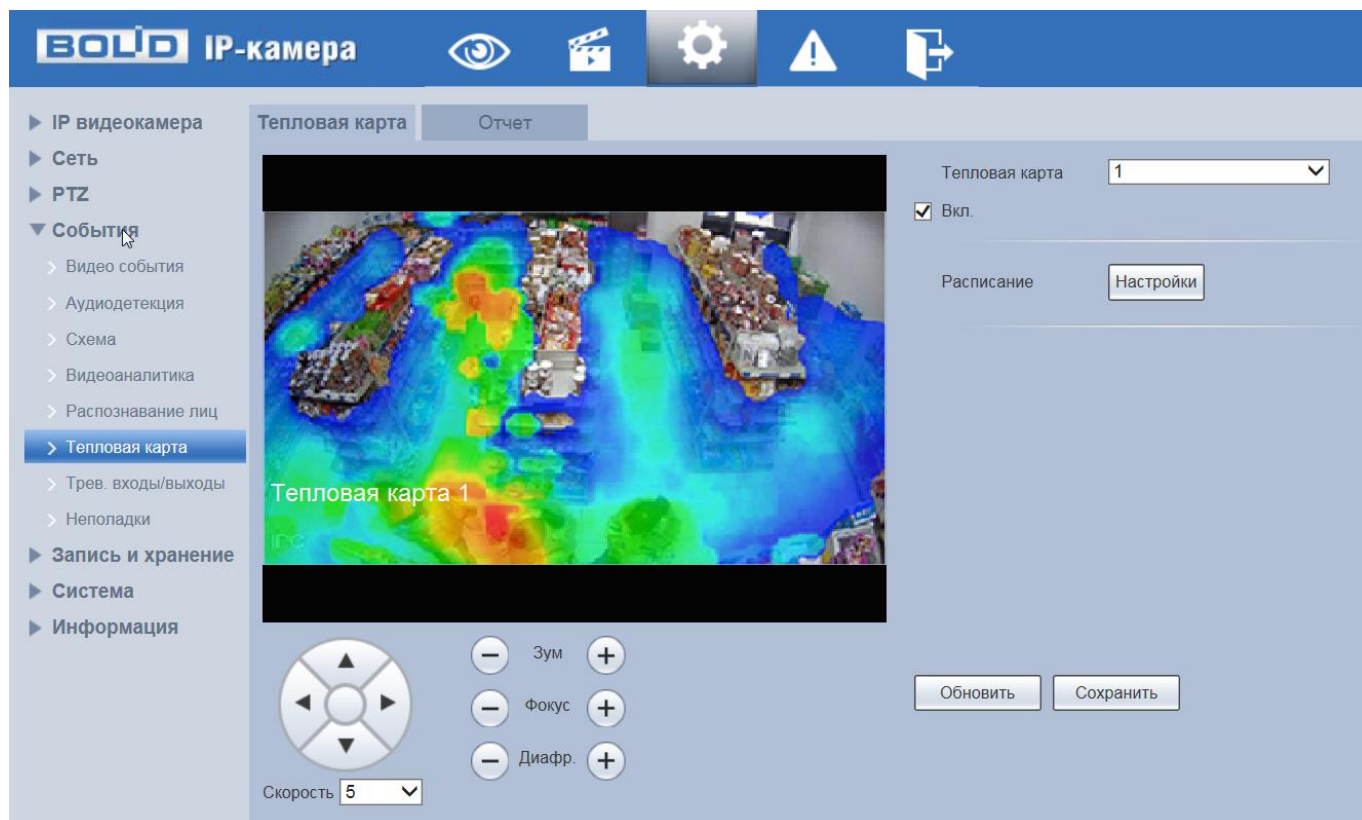 BOLID IP-камера
IP видеокамера
Сеть
PTZ
События
Видео события
Аудиодетекция
Схема
Видеоаналитика
Распознавание лиц
Тепловая карта
Трев. входы/выходы
Неполадки
Запись и хранение
Система
Информация
Тепловая карта Отчет
Тепловая карта 1
IPC
Зум
Фокус
Диафр.
Скорость 5
Тепловая карта 1
Вкл.
Расписание Настройки
Обновить Сохранить